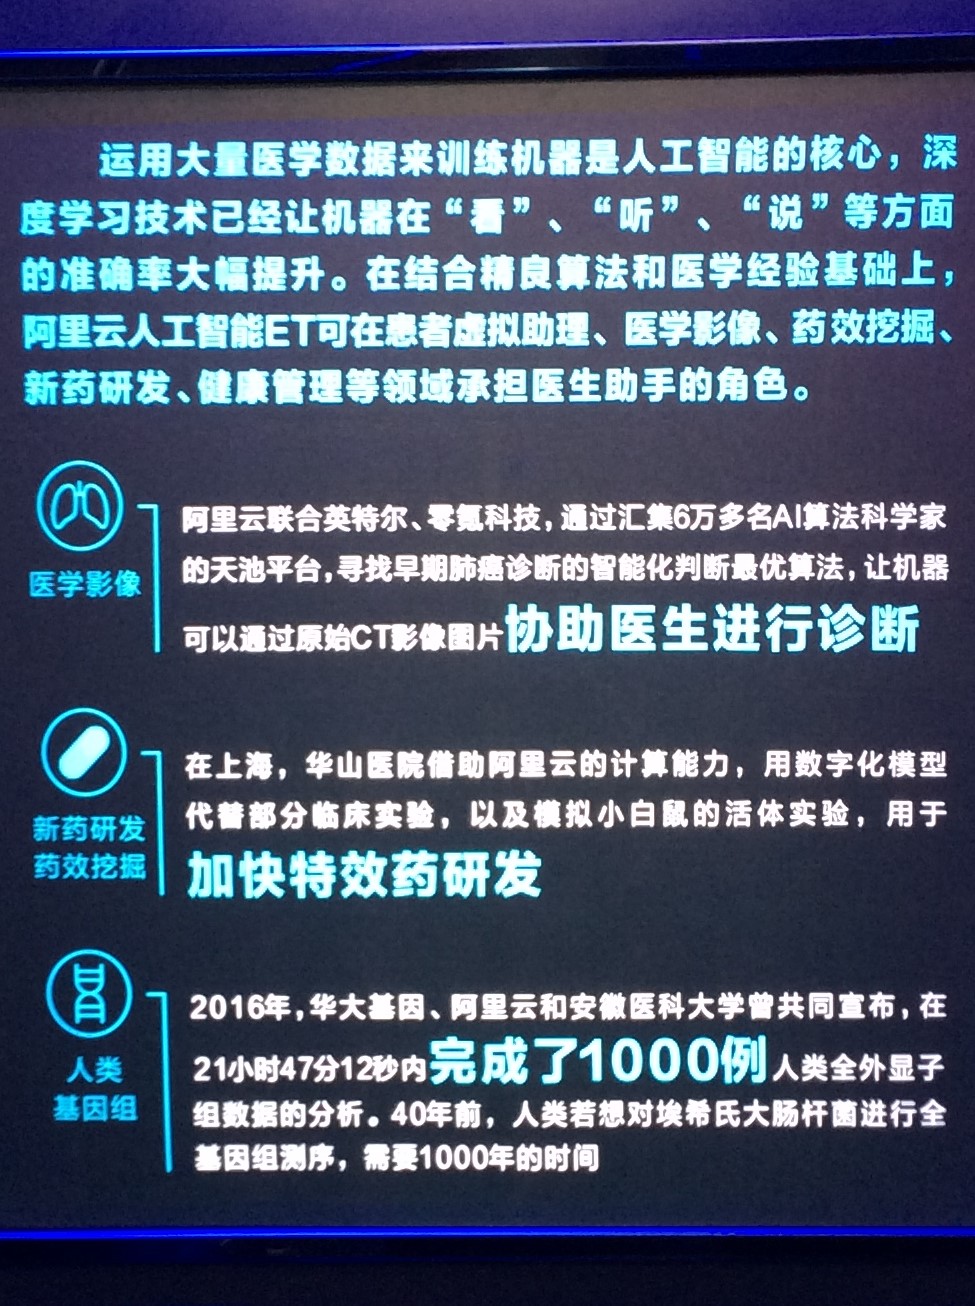 运用大量医学数据来训练机器是人工智能的核心，深
度学习技术已经让机器在“看”、“听”、“说”等方面
的准确率大幅提升。在结合精良算法和医学经验基础上，
阿里云人工智能ET可在患者虚拟助理、医学影像、药效挖掘、
新药研发、健康管理等领域承担医生助手的角色。
医学影像
阿里云联合英特尔、零氪科技，通过汇集6万多名AI算法科学家
的天池平台，寻找早期肺癌诊断的智能化判断最优算法，让机器
可以通过原始CT影像图片协助医生进行诊断
新药研发
药效挖掘
在上海，华山医院借助阿里云的计算能力，用数字化模型
代替部分临床实验，以及模拟小白鼠的活体实验，用于
加快特效药研发
人类
基因组
2016年，华大基因、阿里云和安徽医科大学曾共同宣布，在
21小时47分12秒内完成了1000例人类全外显子
组数据的分析。40年前，人类若想对埃希氏大肠杆菌进行全
基因组测序，需要1000年的时间